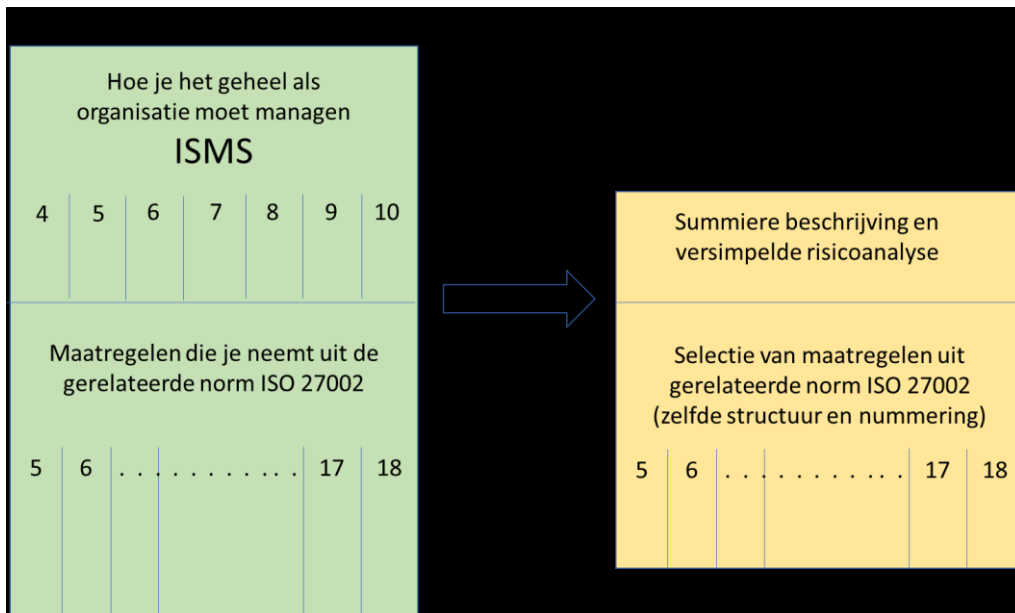 Hoe je het geheel als
organisatie moet managen
ISMS
4 5 6 7 8 9 10
Maatregelen die je neemt uit de
gerelateerde norm ISO 27002
5 6 . . . . . . . . . . . 17 18
Summiere beschrijving en
versimpelde risicoanalyse
Selectie van maatregelen uit
gerelateerde norm ISO 27002
(zelfde structuur en nummering)
5 6 . . . . . . . . . . . 17 18